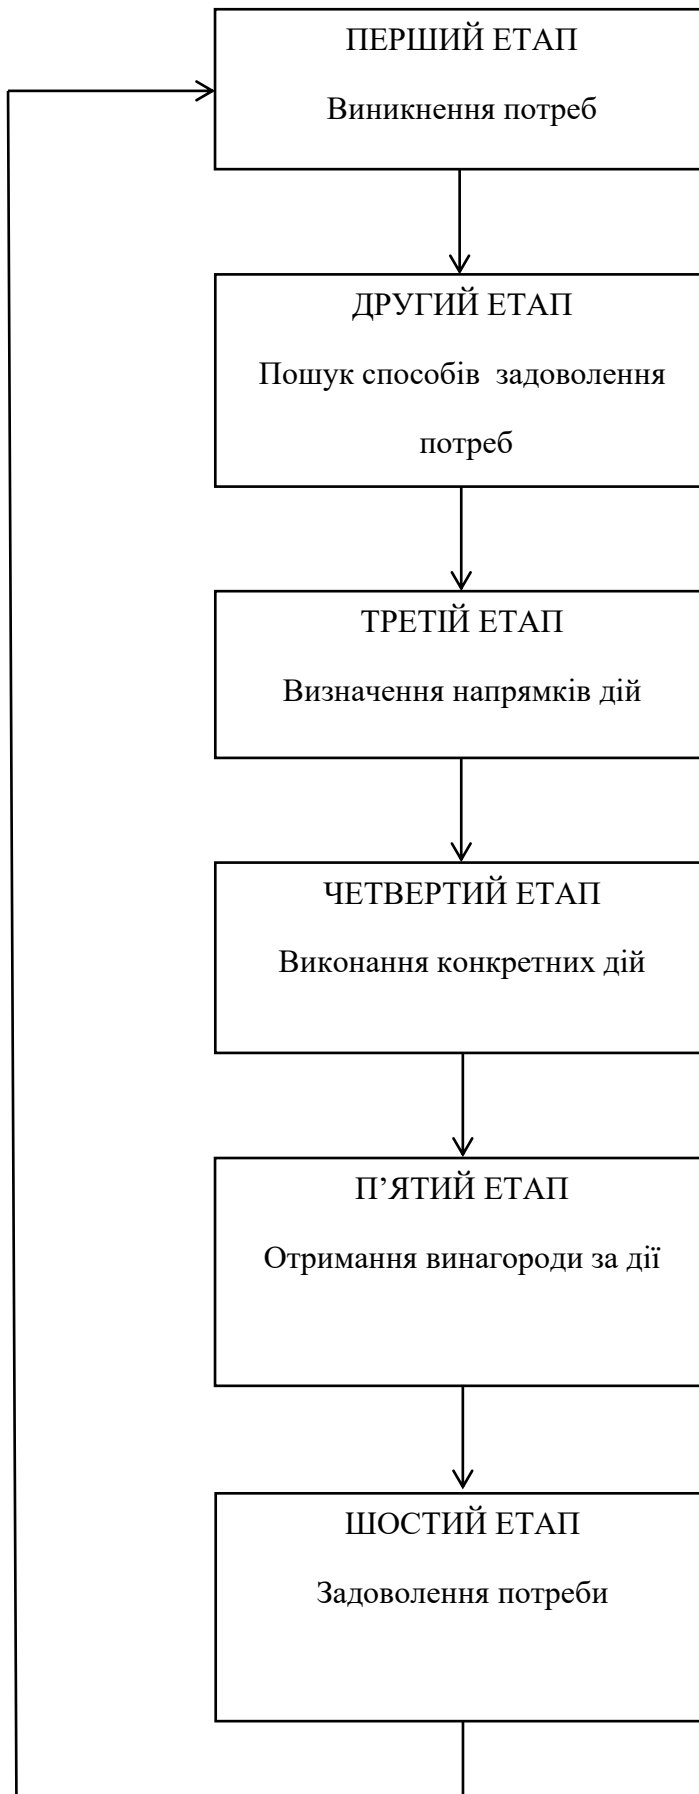 ПЕРШИЙ ЕТАП
Виникнення потреб
ДРУГИЙ ЕТАП
Пошук способів  задоволення
потреб
ТРЕТІЙ ЕТАП
Визначення напрямків дій
ЧЕТВЕРТИЙ ЕТАП
Виконання конкретних дій
П’ЯТИЙ ЕТАП
Отримання винагороди за дії
ШОСТИЙ ЕТАП
Задоволення потреби